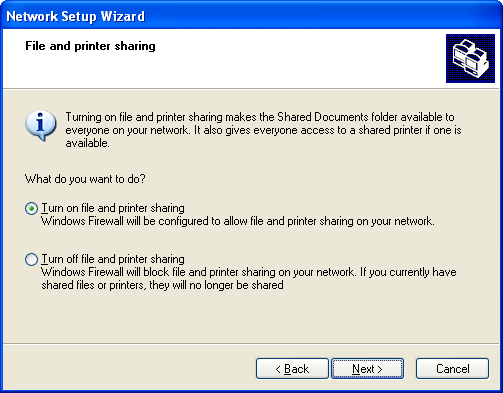 Network Setup Wizard
File and printer sharing
Turning on file and printer sharing makes the Shared Documents folder available to
everyone on your network. It also gives everyone access to a shared printer if one is
available.
What do you want to do?
Turn on file and printer sharing
Windows Firewall will be configured to allow file and printer sharing on your network.
Turn off file and printer sharing
Windows Firewall will block file and printer sharing on your network. If you currently have
shared files or printers, they will no longer be shared
< Back
Next >
Cancel